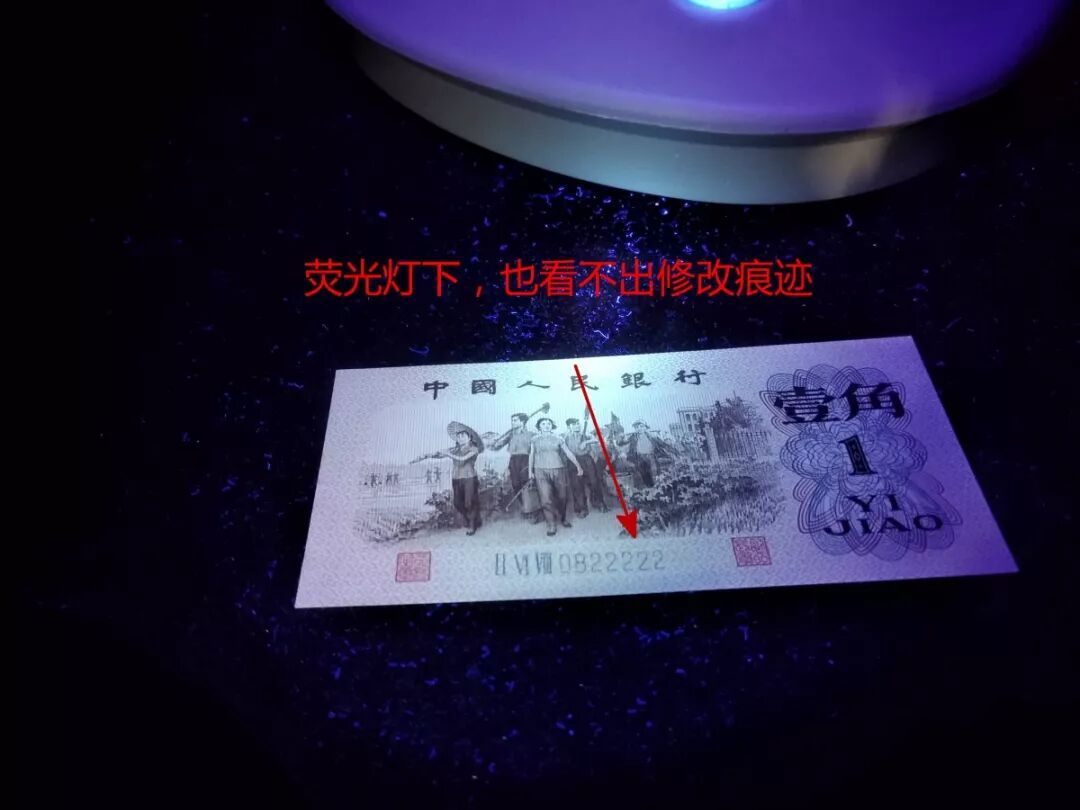 荧光灯下，也看不出修改痕迹
中國人民銀行
壹角
1
YI
JIAO
Ⅱ Ⅵ Ⅷ 0822222